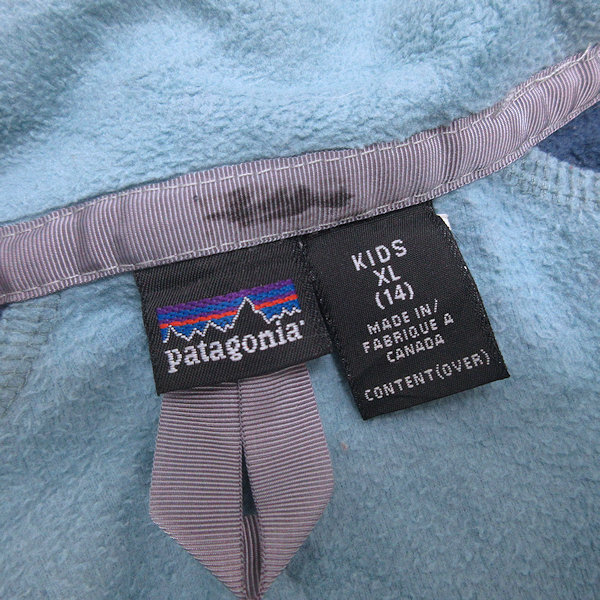 patagonia
KIDS
XL
(14)
MADE IN/
FABRIQUE A
CANADA
CONTENT(OVER)